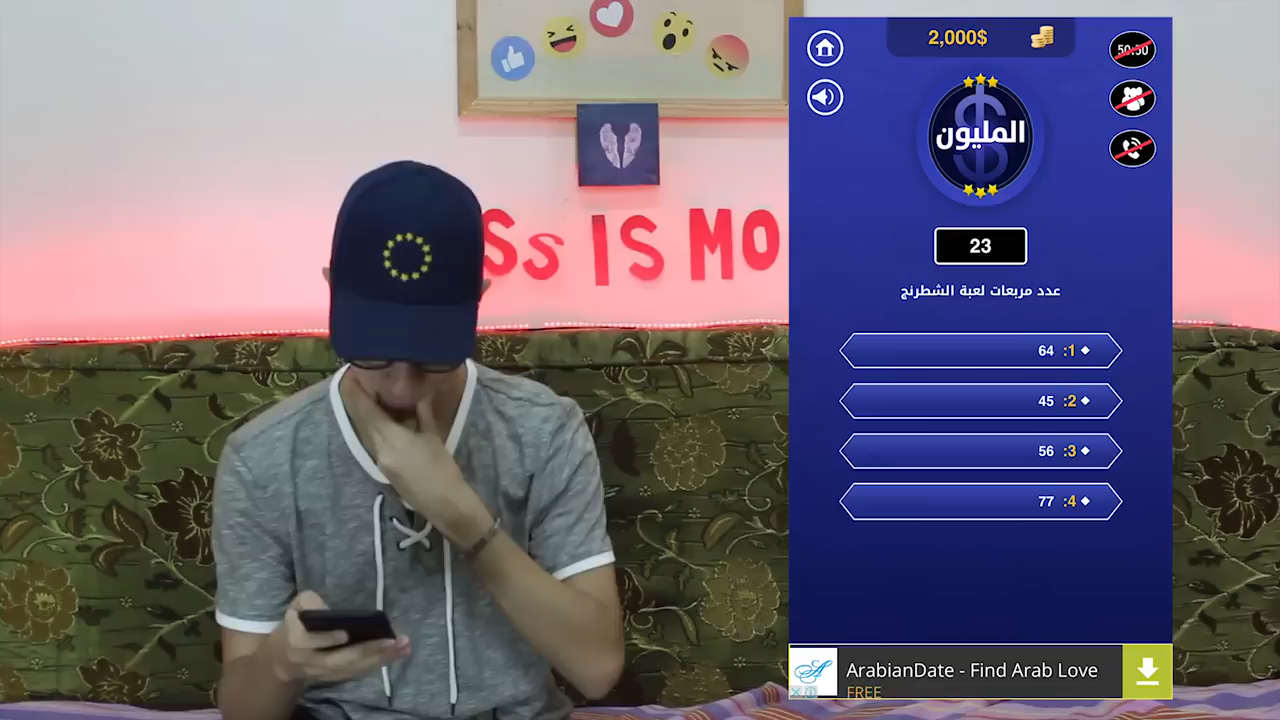 Ss IS MO
2,000$
50:50
المليون
23
عدد مربعات لعبة الشطرنج
1: 64
2: 45
3: 56
4: 77
ArabianDate - Find Arab Love
FREE